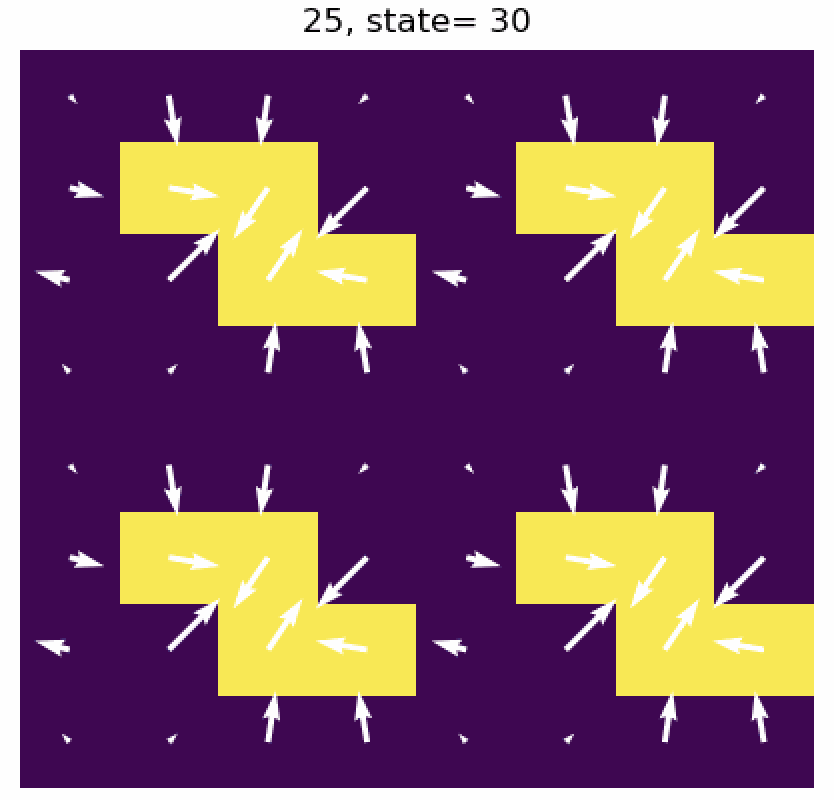 25, state= 30